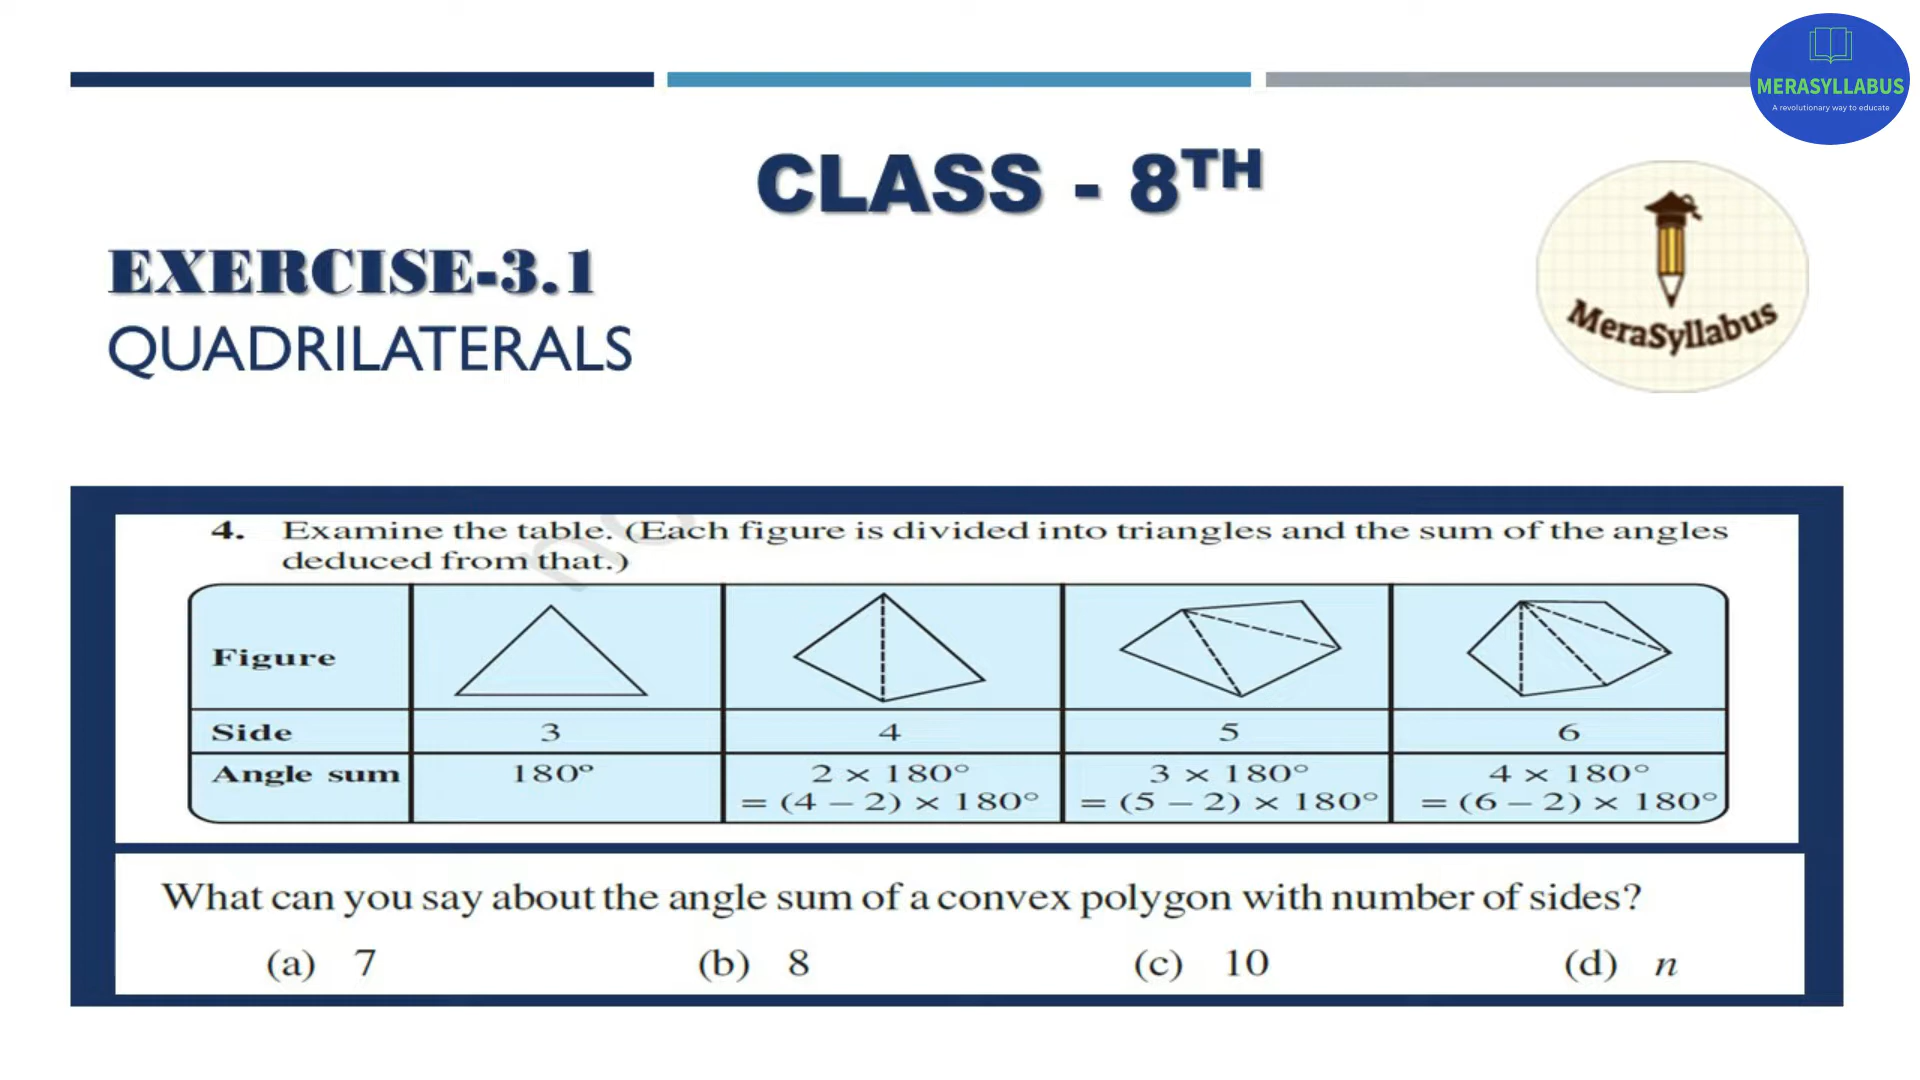 MERASYLLABUS
A revolutionary way to educate
CLASS - 8TH
EXERCISE-3.1
QUADRILATERALS
MeraSyllabus
4. Examine the table. (Each figure is divided into triangles and the sum of the angles
deduced from that.)
Figure
Side 3 4 5 6
Angle sum 180° 2 × 180° 3 × 180° 4 × 180°
= (4 – 2) × 180° = (5 – 2) × 180° = (6 – 2) × 180°
What can you say about the angle sum of a convex polygon with number of sides?
(a) 7 (b) 8 (c) 10 (d) n